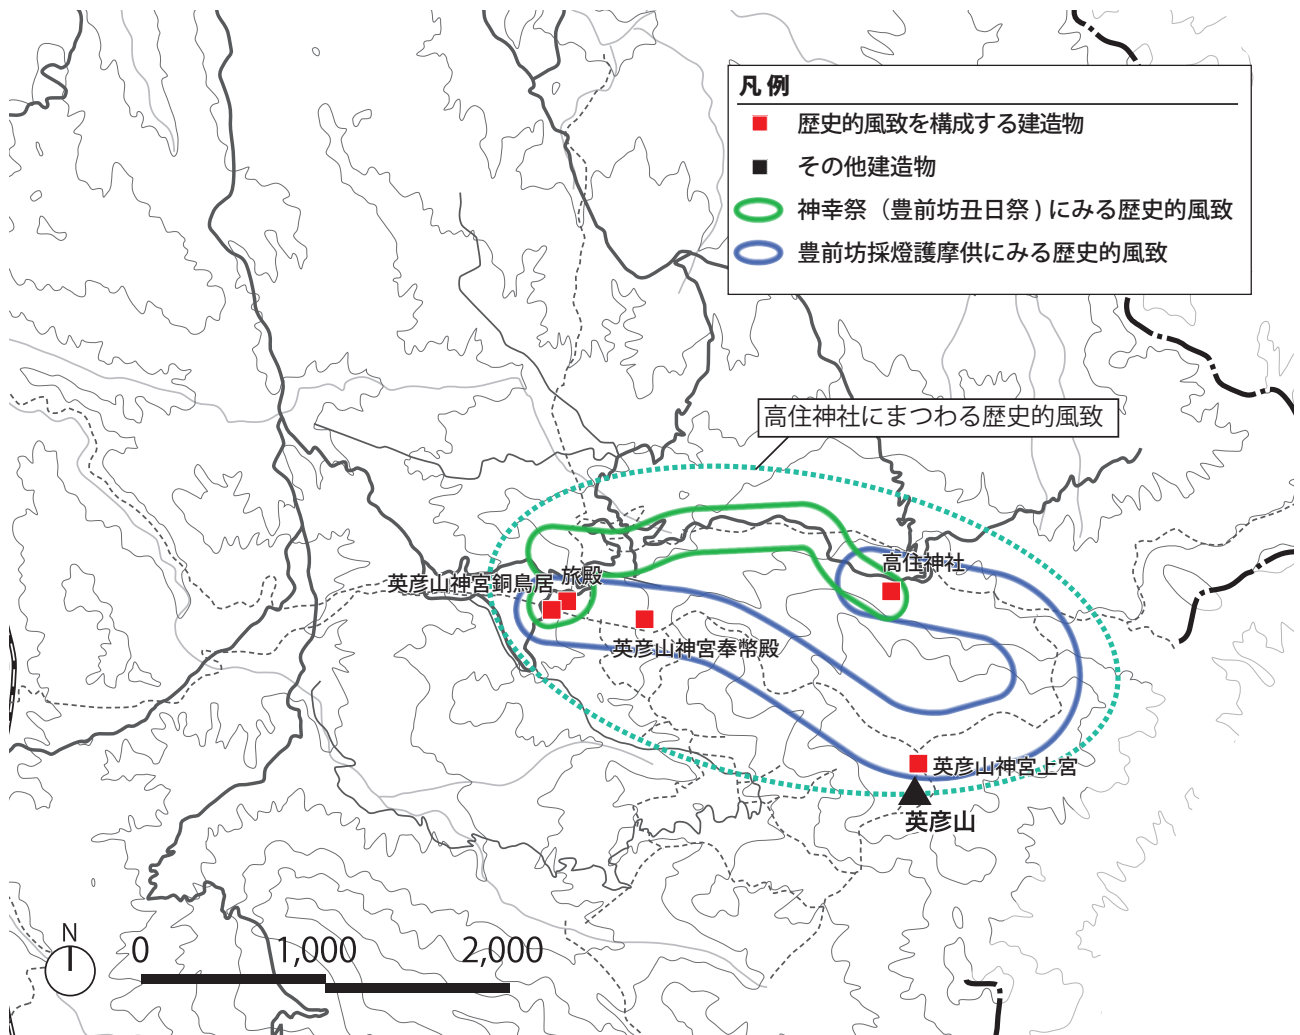 凡例
歴史的風致を構成する建造物
その他建造物
神幸祭（豊前坊丑日祭)にみる歴史的風致
豊前坊採燈護摩供にみる歴史的風致
高住神社にまつわる歴史的風致
高住神社
旅殿
英彦山神宮銅鳥居
英彦山神宮奉幣殿
英彦山神宮上宮
英彦山
N
0 1,000 2,000